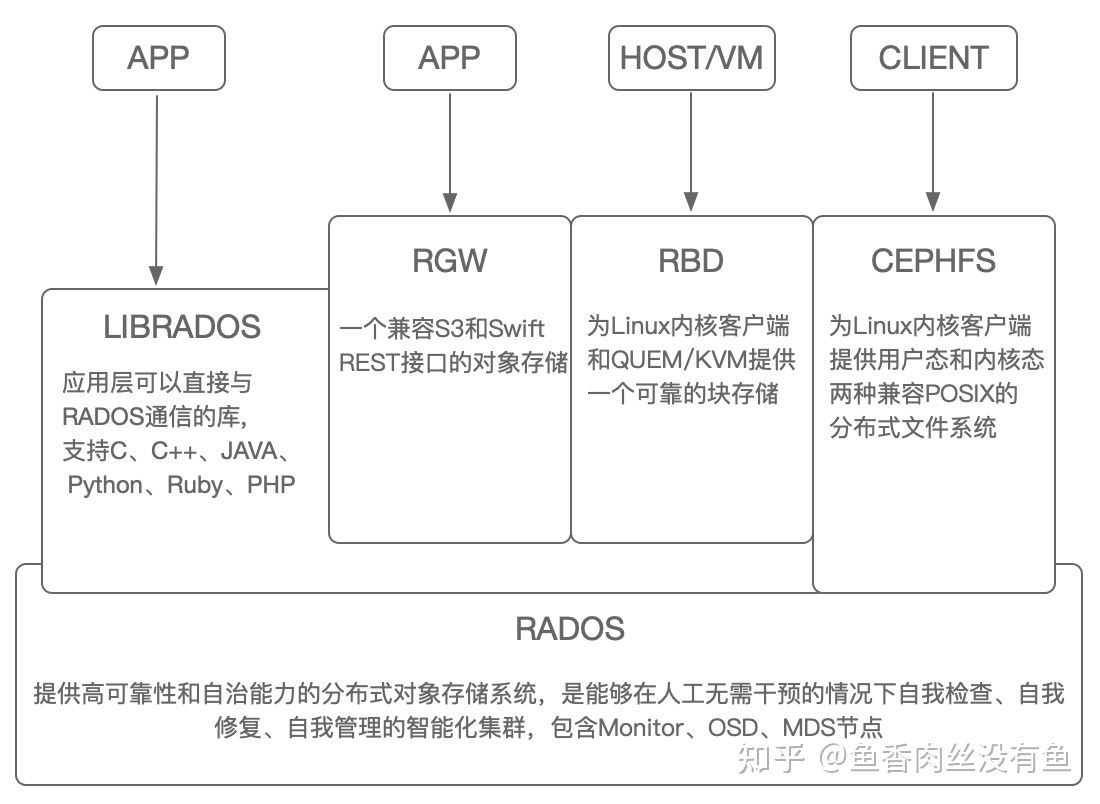 APP
APP
HOST/VM
CLIENT
LIBRADOS
应用层可以直接与
RADOS通信的库,
支持C、C++、JAVA、
Python、Ruby、PHP
RGW
一个兼容S3和Swift
REST接口的对象存储
RBD
为Linux内核客户端
和QUEM/KVM提供
一个可靠的块存储
CEPHFS
为Linux内核客户端
提供用户态和内核态
两种兼容POSIX的
分布式文件系统
RADOS
提供高可靠性和自治能力的分布式对象存储系统，是能够在人工无需干预的情况下自我检查、自我
修复、自我管理的智能化集群，包含Monitor、OSD、MDS节点
知乎 @鱼香肉丝没有鱼